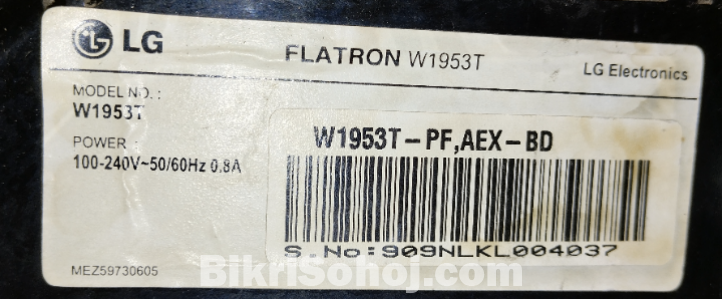 LG
FLATRON W1953T
LG Electronics
MODEL NO. :
W1953T
POWER :
100-240V~50/60Hz 0.8A
W1953T-PF,AEX-BD
S.No:909NLKL004037
MEZ59730605
BikriSohoj.com